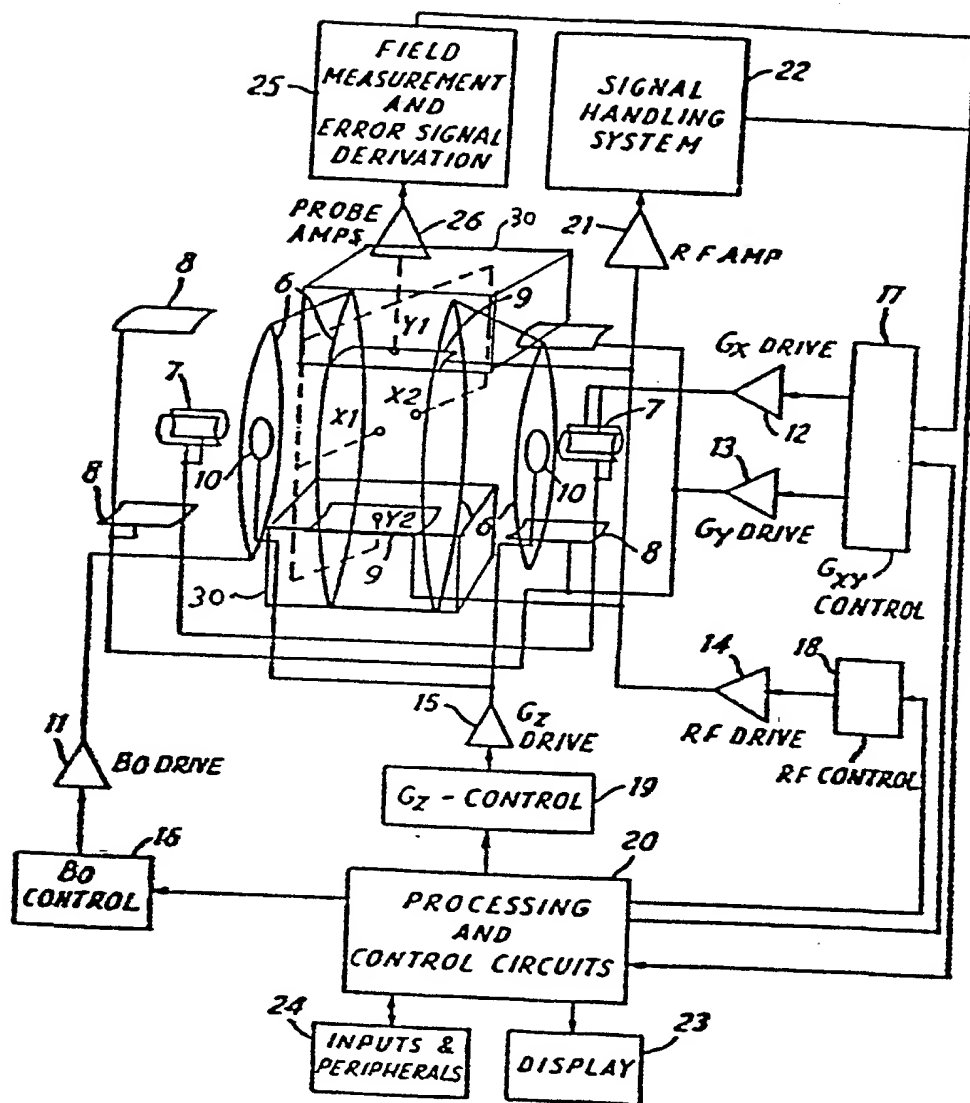 25
FIELD
MEASUREMENT
AND
ERROR SIGNAL
DERIVATION
22
SIGNAL
HANDLING
SYSTEM
PROBE
AMPS
26
30
21
RF AMP
8
6
9
Y1
7
X1
X2
10
GX DRIVE
12
17
7
10
13
GY DRIVE
GXY
CONTROL
8
Y2
9
6
8
30
14
RF DRIVE
18
RF CONTROL
11
BO DRIVE
15
GZ
DRIVE
GZ - CONTROL
19
16
BO
CONTROL
20
PROCESSING
AND
CONTROL CIRCUITS
24
INPUTS &
PERIPHERALS
23
DISPLAY